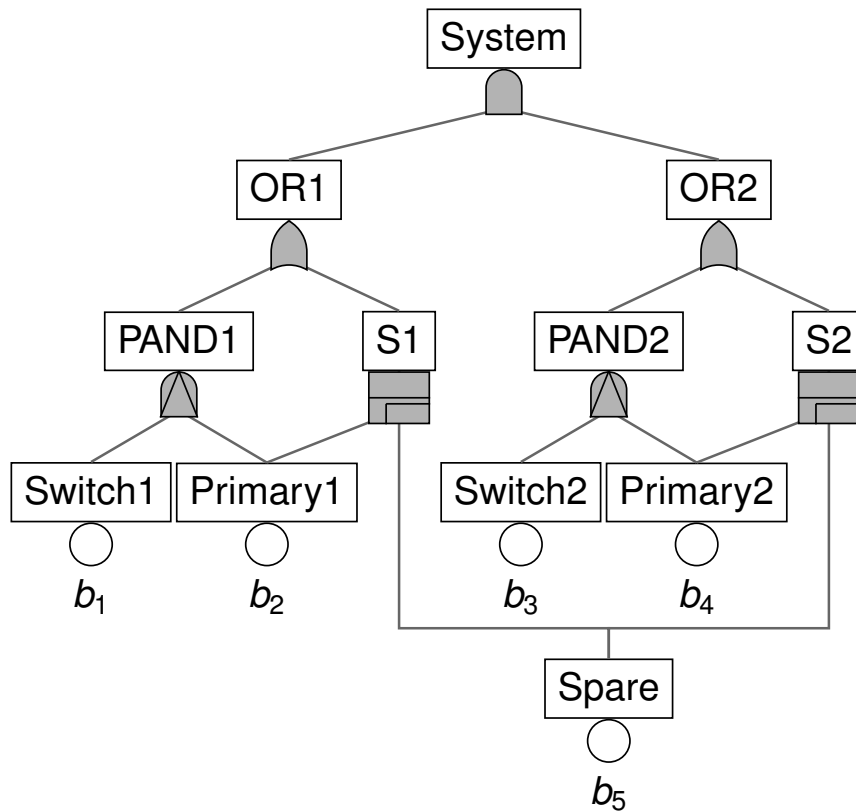 System
OR1 OR2
PAND1 S1 PAND2 S2
Switch1 Primary1 Switch2 Primary2
b1 b2 b3 b4
Spare
b5